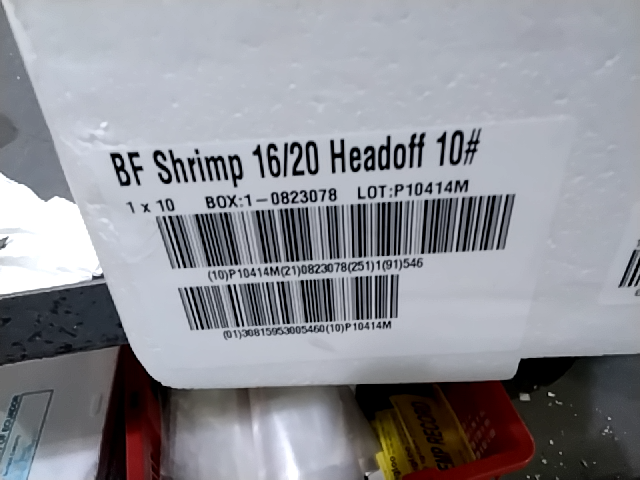 BF Shrimp 16/20 Headoff 10#
1 x 10 BOX:1-0823078 LOT:P10414M
(10)P10414M(21)0823078(251)1(91)546
(01)30815953005460(10)P10414M